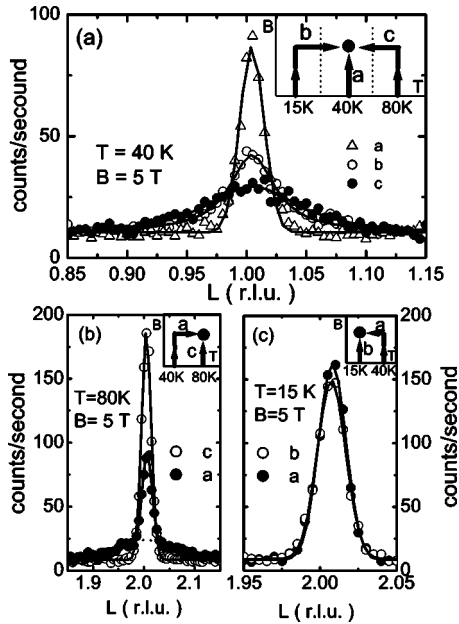 (a)
100
50
0
counts/secound
T = 40 K
B = 5 T
B
b
c
a
T
15K
40K
80K
a
b
c
0.85
0.90
0.95
1.00
1.05
1.10
1.15
L ( r.l.u. )
(b)
200
150
100
50
0
counts/second
B
a
c
T
40K
80K
T=80K
B= 5 T
c
a
1.9
2.0
2.1
L ( r.l.u. )
(c)
B
a
b
T
15K
40K
T=15K
B=5 T
b
a
200
150
100
50
0
counts/second
1.95
2.00
2.05
L ( r.l.u. )